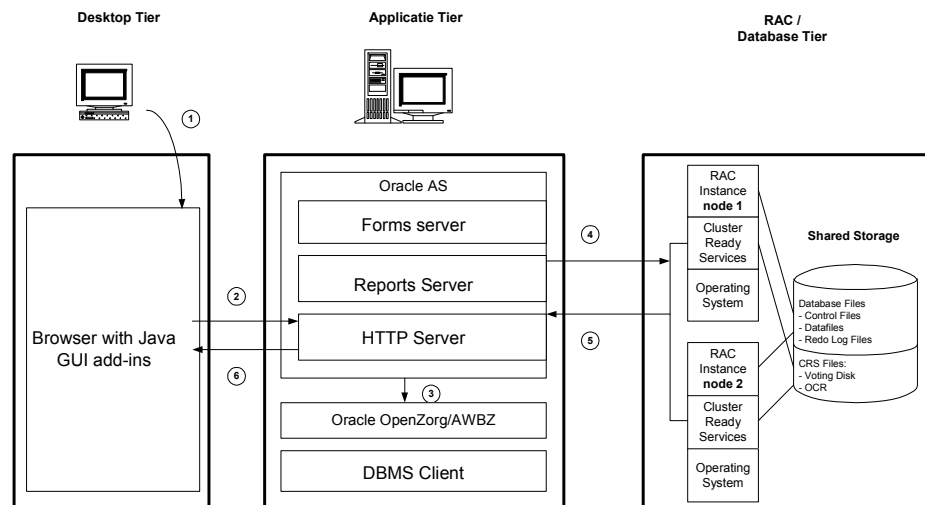 Desktop Tier
Applicatie Tier
RAC /
Database Tier
1
Browser with Java
GUI add-ins
2
6
Oracle AS
Forms server
Reports Server
HTTP Server
3
Oracle OpenZorg/AWBZ
DBMS Client
4
5
RAC
Instance
node 1
Cluster
Ready
Services
Operating
System
RAC
Instance
node 2
Cluster
Ready
Services
Operating
System
Shared Storage
Database Files
- Control Files
- Datafiles
- Redo Log Files
CRS Files:
- Voting Disk
- OCR